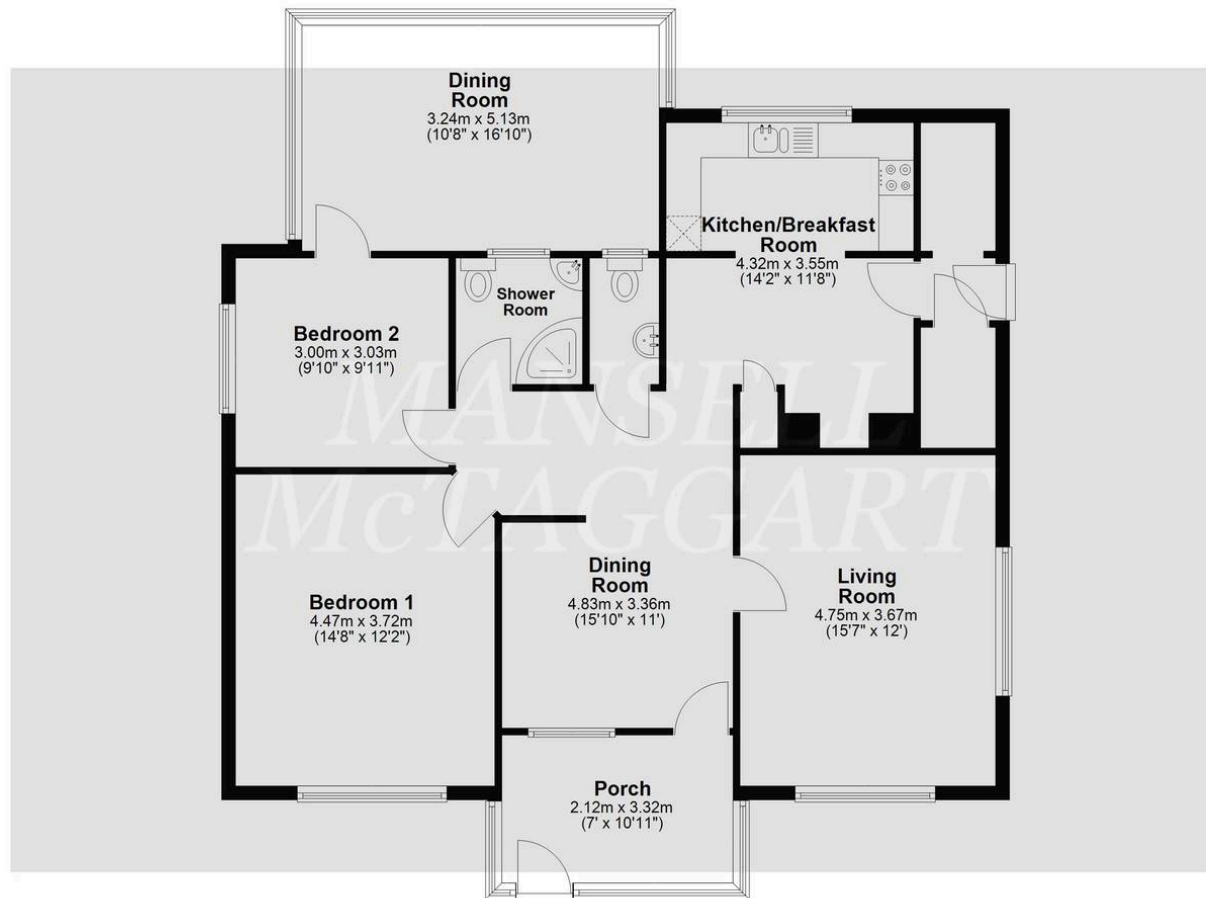 Dining
Room
3.24m x 5.13m
(10'8" x 16'10")
Kitchen/Breakfast
Room
4.32m x 3.55m
(14'2" x 11'8")
Shower
Room
Bedroom 2
3.00m x 3.03m
(9'10" x 9'11")
MANSELL
McTAGGART
Dining
Room
4.83m x 3.36m
(15'10" x 11')
Living
Room
4.75m x 3.67m
(15'7" x 12')
Bedroom 1
4.47m x 3.72m
(14'8" x 12'2")
Porch
2.12m x 3.32m
(7' x 10'11")